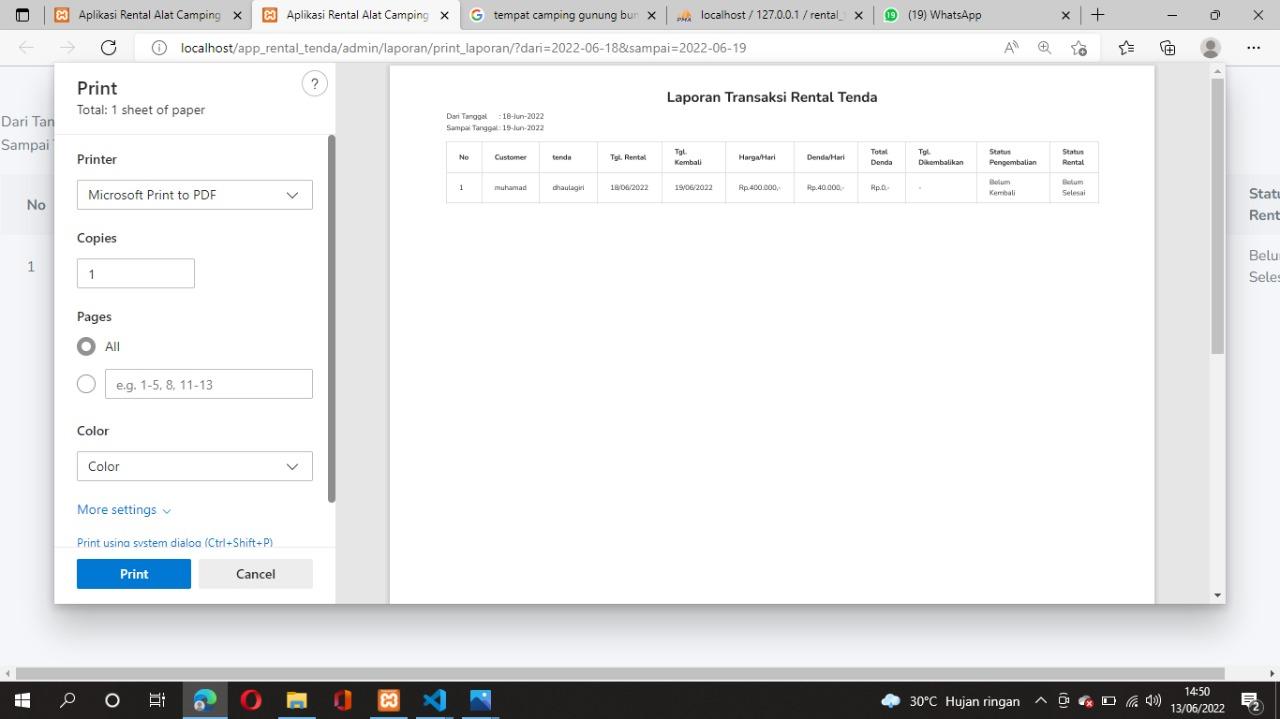 Aplikasi Rental Alat Camping
Aplikasi Rental Alat Camping
tempat camping gunung bur
localhost / 127.0.0.1 / rental_t
(19) WhatsApp
localhost/app_rental_tenda/admin/laporan/print_laporan/?dari=2022-06-18&sampai=2022-06-19
Dari Tan
Sampai
No
1
Statu
Rent
Belu
Seles
Print
?
Total: 1 sheet of paper
Printer
Microsoft Print to PDF
Copies
1
Pages
All
e.g. 1-5, 8, 11-13
Color
Color
More settings
Print using system dialog (Ctrl+Shift+P)
Print Cancel
Laporan Transaksi Rental Tenda
Dari Tanggal : 18-Jun-2022
Sampai Tanggal : 19-Jun-2022
No Customer tenda Tgl. Rental Tgl. Kembali Harga/Hari Denda/Hari Total Denda Tgl. Dikembalikan Status Pengembalian Status Rental
1 muhamad dhaulagiri 18/06/2022 19/06/2022 Rp.400.000,- Rp.40.000,- Rp.0,- - Belum Kembali Belum Selesai
30°C Hujan ringan
14:50
13/06/2022
2